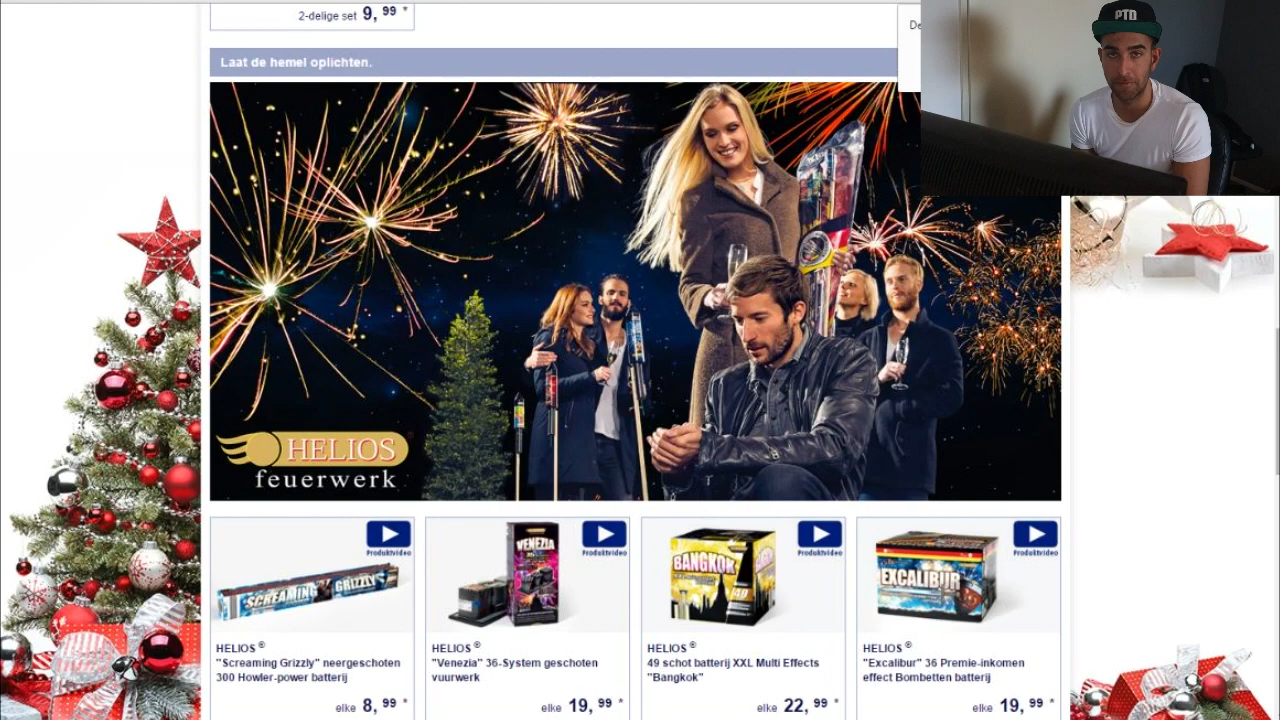 2-delige set 9, 99 *
De
PTD
Laat de hemel oplichten.
HELIOS
feuerwerk
Produktvideo
Produktvideo
Produktvideo
Produktvideo
SCREAMING GRIZZLY
VENEZIA
BANGKOK
49
EXCALIBUR
HELIOS ®
"Screaming Grizzly" neergeschoten
300 Howler-power batterij
elke 8, 99 *
HELIOS ®
"Venezia" 36-System geschoten
vuurwerk
elke 19, 99 *
HELIOS ®
49 schot batterij XXL Multi Effects
"Bangkok"
elke 22, 99 *
HELIOS ®
"Excalibur" 36 Premie-inkomen
effect Bombetten batterij
elke 19, 99 *